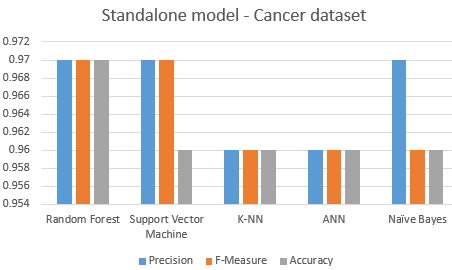 Standalone model - Cancer dataset
0.972
0.97
0.968
0.966
0.964
0.962
0.96
0.958
0.956
0.954
Random Forest
Support Vector
Machine
K-NN
ANN
Naïve Bayes
Precision
F-Measure
Accuracy